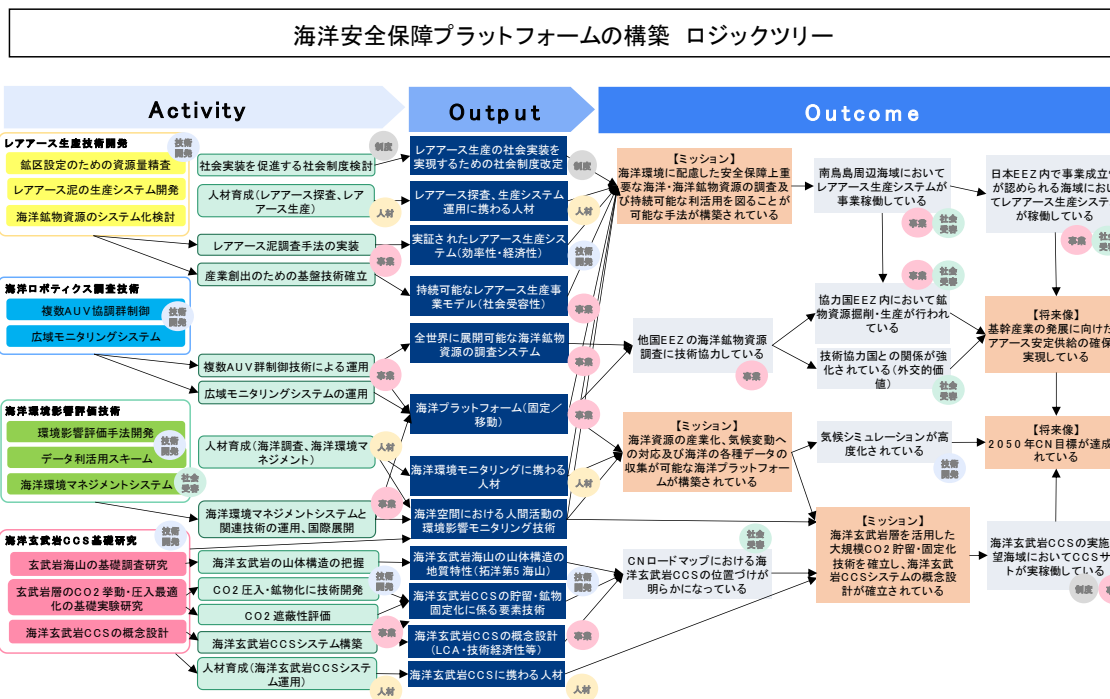 海洋安全保障プラットフォームの構築 ロジックツリー
Activity
Output
Outcome
レアアース生産技術開発
技術
開発
鉱区設定のための資源量精査
レアアース泥の生産システム開発
海洋鉱物資源のシステム化検討
海洋ロボティクス調査技術
複数AUV協調群制御
技術
開発
広域モニタリングシステム
海洋環境影響評価技術
環境影響評価手法開発
技術
開発
データ利活用スキーム
海洋環境マネジメントシステム
社会
受容
海洋玄武岩CCS基礎研究
技術
開発
玄武岩海山の基礎調査研究
玄武岩層のCO2挙動・圧入最適
化の基礎実験研究
海洋玄武岩CCSの概念設計
制度
社会実装を促進する社会制度検討
人材育成(レアアース探査、レア
アース生産)
人材
レアアース泥調査手法の実装
事業
産業創出のための基盤技術確立
複数AUV群制御技術による運用
事業
広域モニタリングシステムの運用
人材育成(海洋調査、海洋環境マ
ネジメント)
人材
事業
海洋環境マネジメントシステムと
関連技術の運用、国際展開
海洋玄武岩の山体構造の把握
CO2圧入・鉱物化に技術開発
技術
開発
CO2遮蔽性評価
海洋玄武岩CCSシステム構築
事業
人材育成(海洋玄武岩CCSシステ
ム運用)
人材
レアアース生産の社会実装を
実現するための社会制度改定
制度
レアアース探査、生産システム
運用に携わる人材
人材
実証されたレアアース生産シス
テム(効率性・経済性)
技術
開発
持続可能なレアアース生産事
業モデル(社会受容性)
事業
全世界に展開可能な海洋鉱物
資源の調査システム
事業
海洋プラットフォーム(固定/
移動)
事業
海洋環境モニタリングに携わる
人材
人材
海洋空間における人間活動の
環境影響モニタリング技術
海洋玄武岩海山の山体構造の
地質特性(拓洋第5海山)
技術
開発
海洋玄武岩CCSの貯留・鉱物
固定化に係る要素技術
海洋玄武岩CCSの概念設計
(LCA・技術経済性等)
事業
海洋玄武岩CCSに携わる人材
人材
【ミッション】
海洋環境に配慮した安全保障上重
要な海洋・海洋鉱物資源の調査及
び持続可能な利活用を図ることが
可能な手法が構築されている
他国EEZの海洋鉱物資源
調査に技術協力している
事業
【ミッション】
海洋資源の産業化、気候変動へ
の対応及び海洋の各種データの
収集が可能な海洋プラットフォー
ムが構築されている
社会
受容
CNロードマップにおける海
洋玄武岩CCSの位置づけが
明らかになっている
南鳥島周辺海域において
レアアース生産システムが
事業稼働している
事業
社会
受容
事業
社会
受容
協力国EEZ内において鉱
物資源掘削・生産が行われ
ている
技術協力国との関係が強
化されている(外交的価
値)
社会
受容
気候シミュレーションが高
度化されている
技術
開発
【ミッション】
海洋玄武岩層を活用した
大規模CO2貯留・固定化
技術を確立し、海洋玄武
岩CCSシステムの概念設
計が確立されている
日本EEZ内で事業成立性
が認められる海域におい
てレアアース生産システム
が稼働している
事業
社会
受容
【将来像】
基幹産業の発展に向けた
アアース安定供給の確保
実現している
【将来像】
2050年CN目標が達成
れている
海洋玄武岩CCSの実施
望海域においてCCSサ
トが実稼働している
制度
事